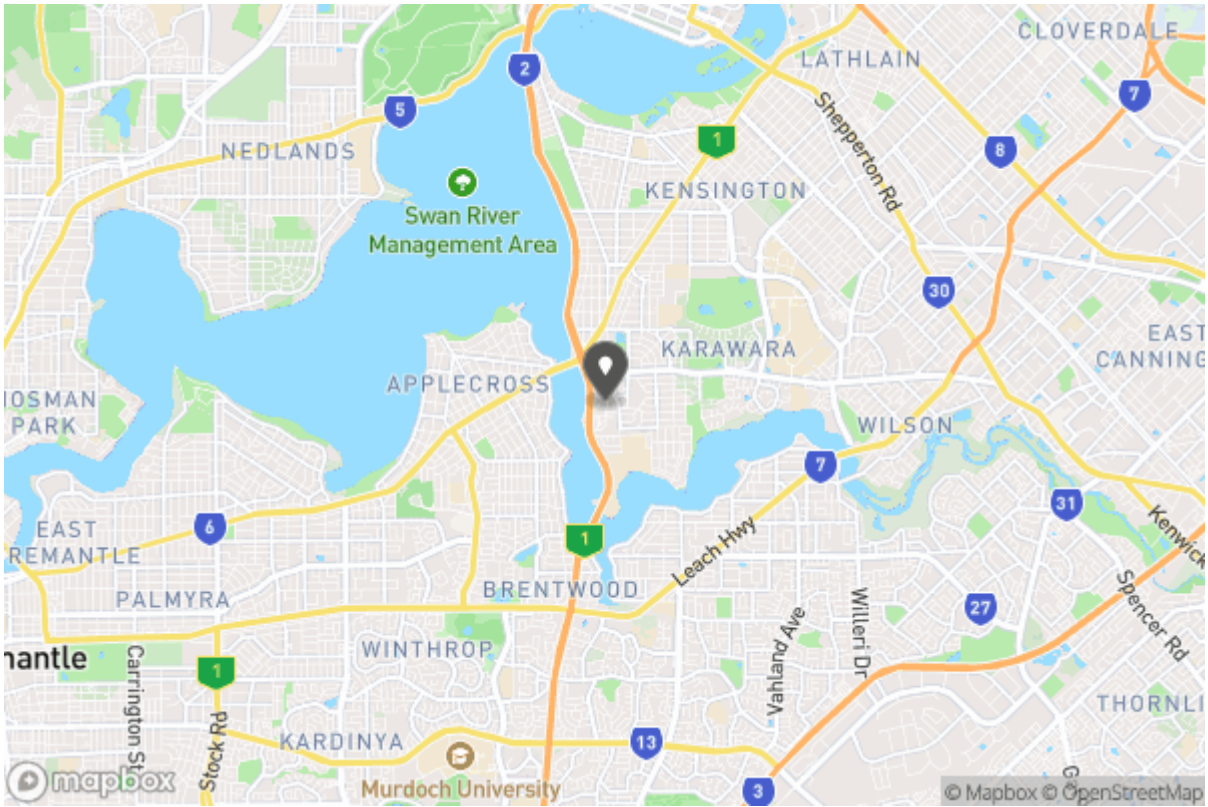 CLOVERDALE
LATHLAIN
2
7
5
1
8
NEDLANDS
Shepperton Rd
KENSINGTON
Swan River
Management Area
30
EAST
CANNING
KARAWARA
APPLECROSS
MOSMAN
PARK
WILSON
7
31
6
EAST
FREMANTLE
1
Leach Hwy
Kenwick
BRENTWOOD
PALMYRA
27
Spencer Rd
Willeri Dr
Vahland Ave
WINTHROP
mantle
Carrington St
1
Stock Rd
THORNLI
KARDINYA
13
Murdoch University
3
mapbox
© Mapbox © OpenStreetMap